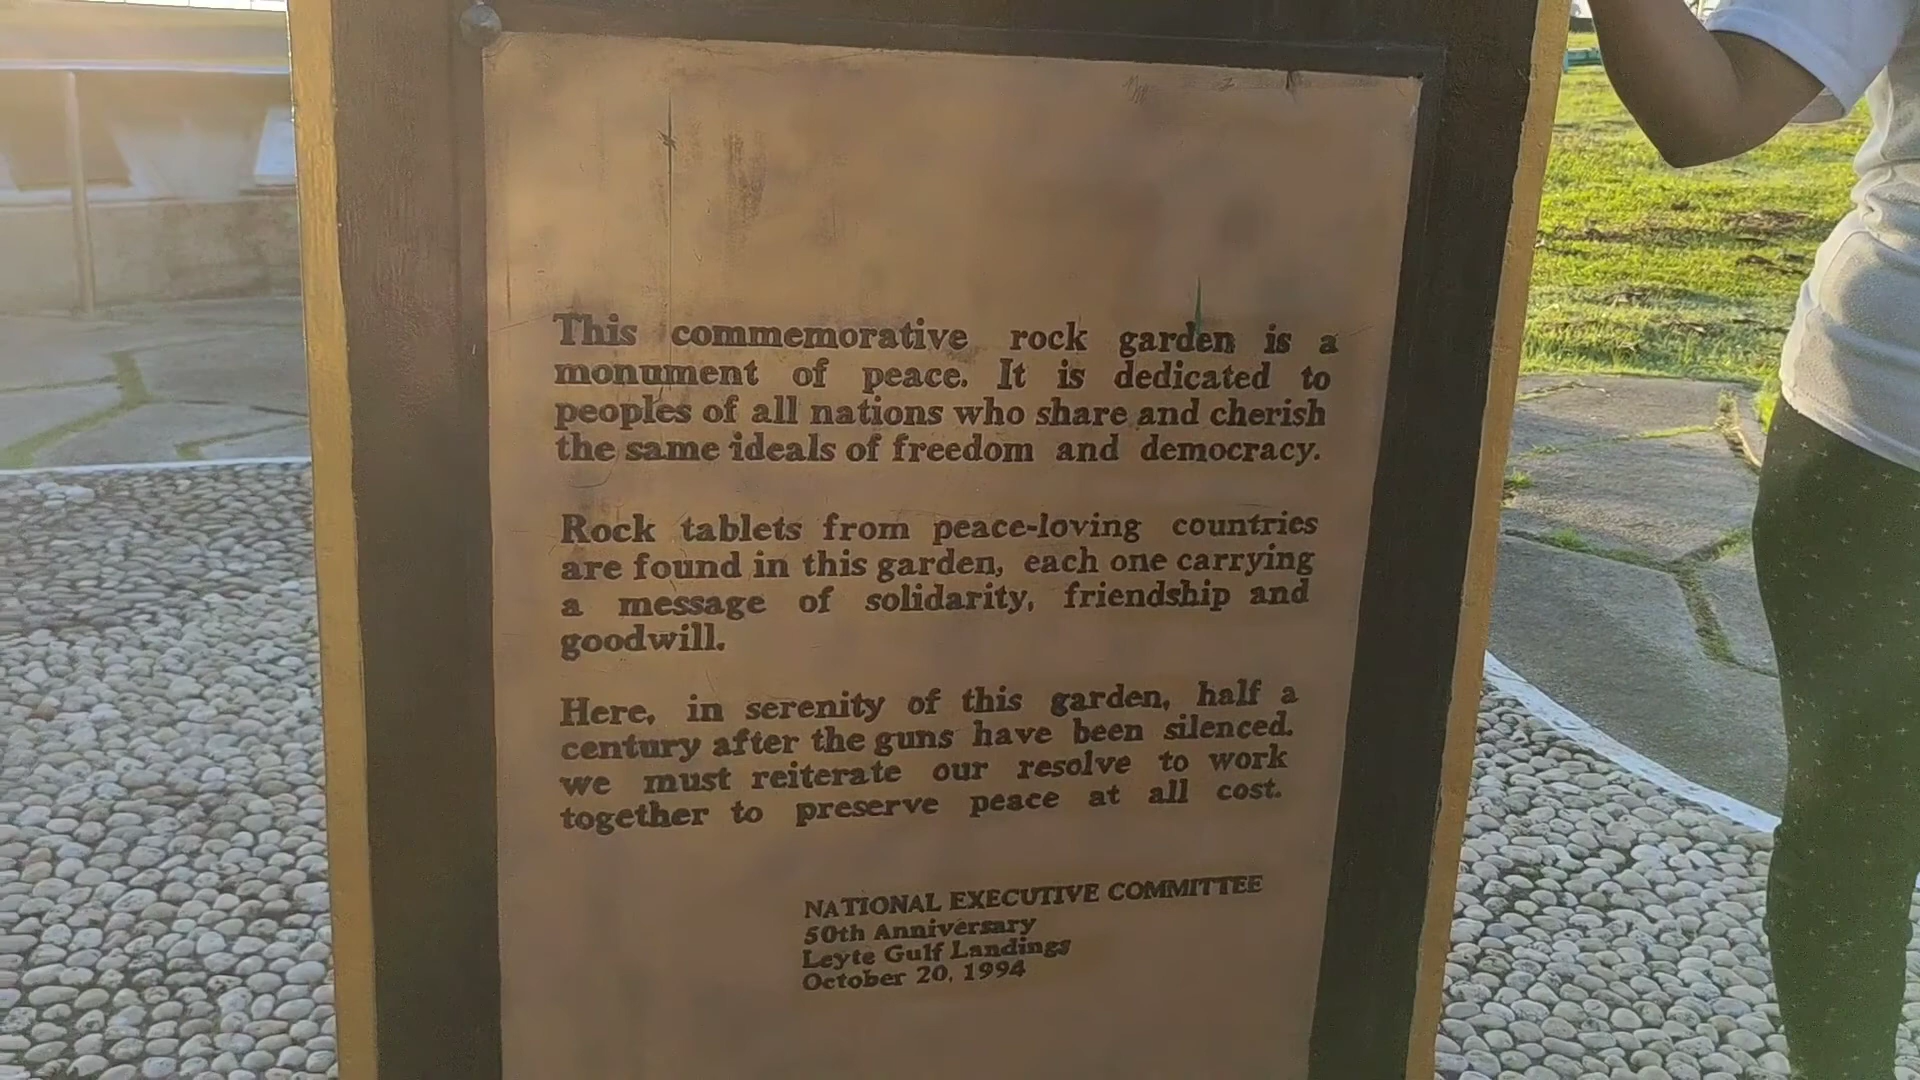 This commemorative rock garden is a
monument of peace. It is dedicated to
peoples of all nations who share and cherish
the same ideals of freedom and democracy.
Rock tablets from peace-loving countries
are found in this garden, each one carrying
a message of solidarity, friendship and
goodwill.
Here, in serenity of this garden, half a
century after the guns have been silenced.
we must reiterate our resolve to work
together to preserve peace at all cost.
NATIONAL EXECUTIVE COMMITTEE
50th Anniversary
Leyte Gulf Landings
October 20, 1994